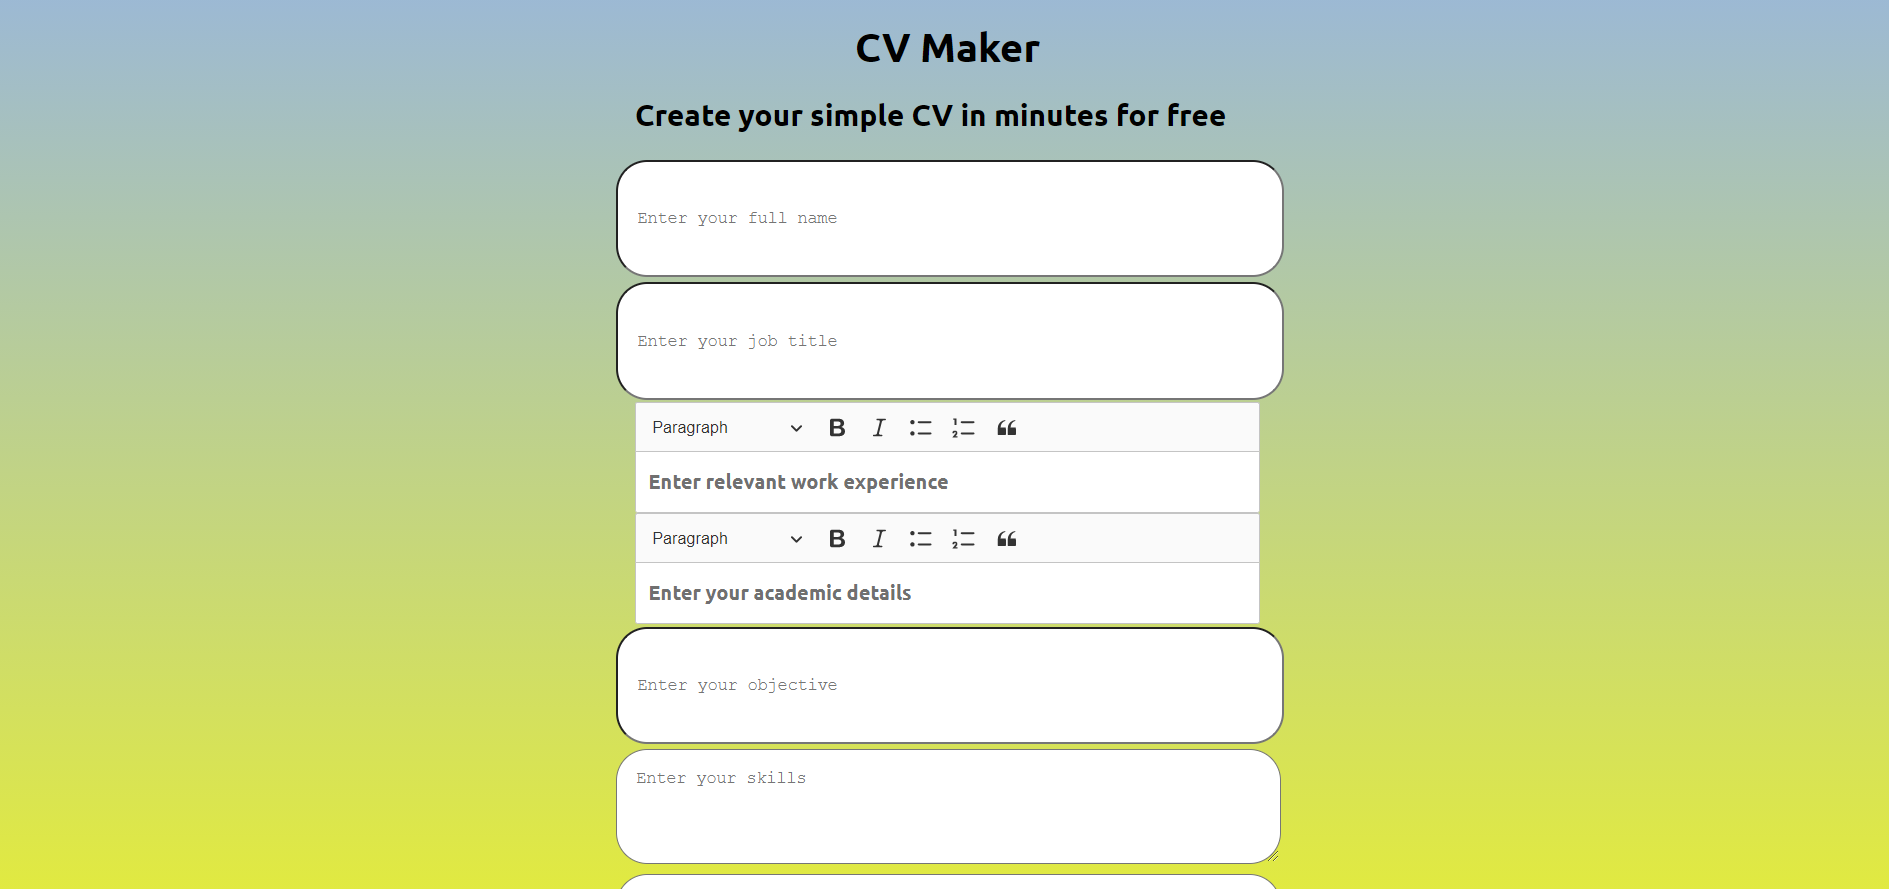 CV Maker
Create your simple CV in minutes for free
Enter your full name
Enter your job title
Paragraph
Enter relevant work experience
Paragraph
Enter your academic details
Enter your objective
Enter your skills